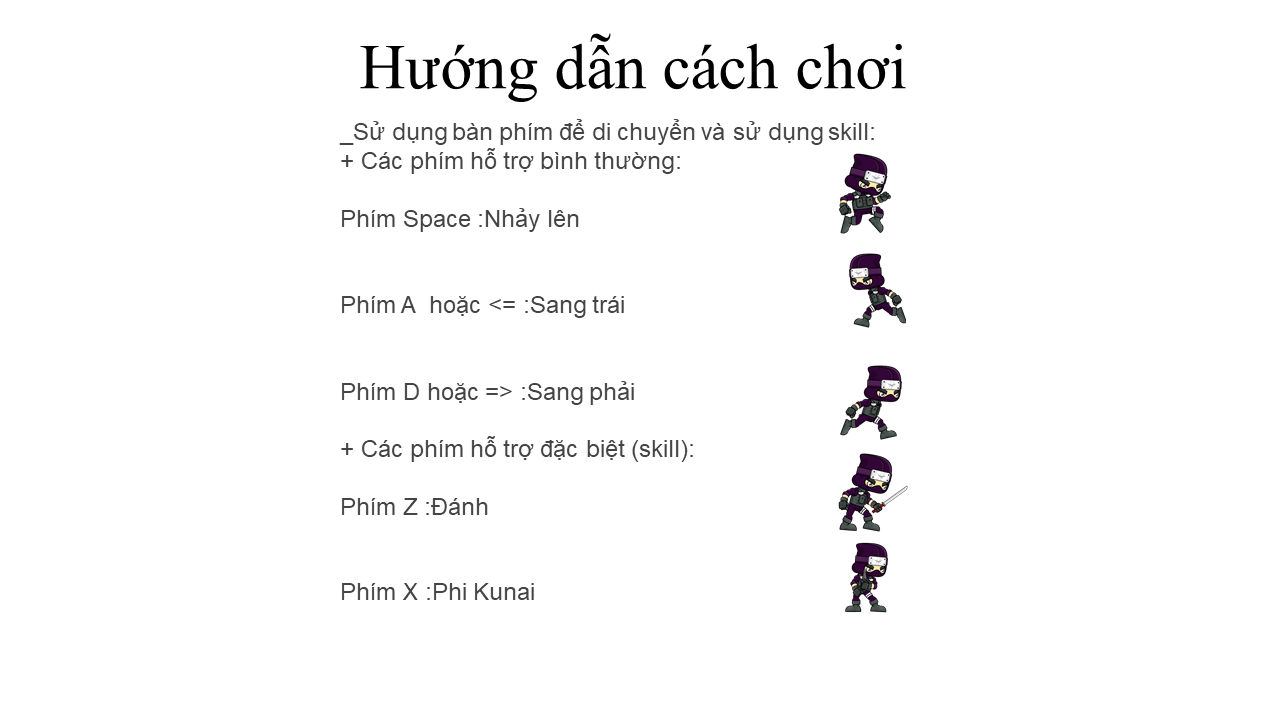 Hướng dẫn cách chơi
_Sử dụng bàn phím để di chuyển và sử dụng skill:
+ Các phím hỗ trợ bình thường:
Phím Space :Nhảy lên
Phím A  hoặc <= :Sang trái
Phím D hoặc => :Sang phải
+ Các phím hỗ trợ đặc biệt (skill):
Phím Z :Đánh
Phím X :Phi Kunai